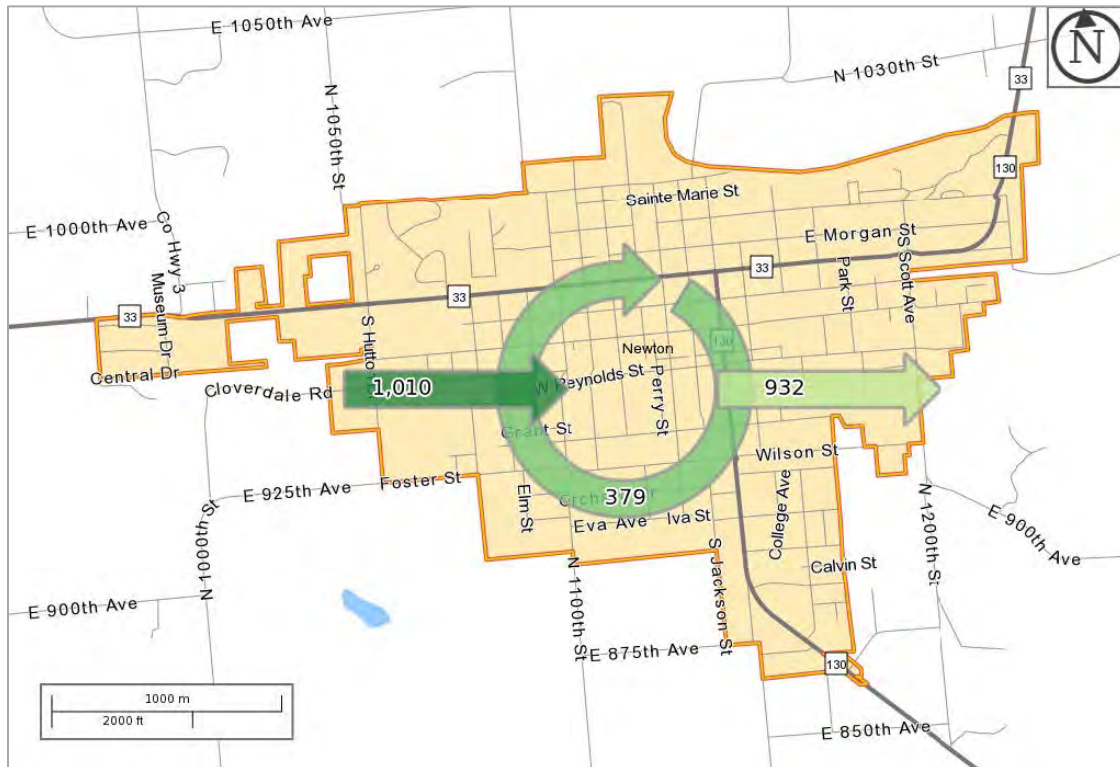 E 1050th Ave
N
N 1030th St
33
N 1050th St
130
Sainte Marie St
E 1000th Ave
Co Hwy 3
E Morgan St
S Scott Ave
Park St
33
33
33
Museum Dr
Central Dr
S Hutto
130
Newton
Cloverdale Rd
1,010
W Reynolds St
Perry St
932
Grant St
Wilson St
Foster St
E 925th Ave
379
Elm St
Eva Ave
Iva St
College Ave
N 1200th St
E 900th Ave
N 1000th St
S Jackson St
Calvin St
E 900th Ave
N 1100th St
E 875th Ave
130
1000 m
2000 ft
E 850th Ave